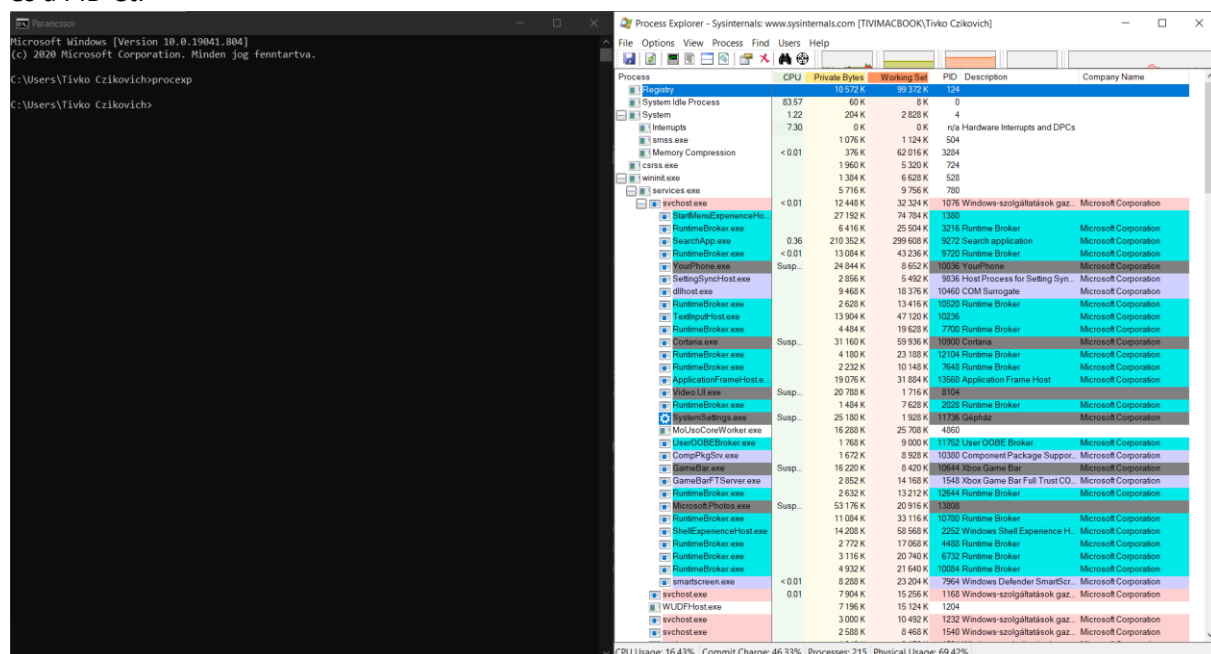 Parancssor
Microsoft Windows [Version 10.0.19041.804]
(c) 2020 Microsoft Corporation. Minden jog fenntartva.
C:\Users\Tivko Czikovich>procexp
C:\Users\Tivko Czikovich>
Process Explorer - Sysinternals: www.sysinternals.com [TIVIMACBOOK\Tivko Czikovich]
File Options View Process Find Users Help
Process CPU Private Bytes Working Set PID Description Company Name
Registry 10 572 K 99 372 K 124
System Idle Process 83.57 60 K 8 K 0
System 1.22 204 K 2 828 K 4
Interrupts 7.30 0 K 0 K n/a Hardware Interrupts and DPCs
smss.exe 1 076 K 1 124 K 504
Memory Compression < 0.01 376 K 62 016 K 3284
csrss.exe 1 960 K 5 320 K 724
wininit.exe 1 384 K 6 628 K 528
services.exe 5 716 K 9 756 K 780
svchost.exe < 0.01 12 448 K 32 324 K 1076 Windows-szolgáltatások gaz... Microsoft Corporation
StartMenuExperienceHo... 27 192 K 74 784 K 1380
RuntimeBroker.exe 6 416 K 25 504 K 3216 Runtime Broker Microsoft Corporation
SearchApp.exe 0.36 210 352 K 299 608 K 9272 Search application Microsoft Corporation
RuntimeBroker.exe < 0.01 13 084 K 43 236 K 9720 Runtime Broker Microsoft Corporation
YourPhone.exe Susp... 24 844 K 8 652 K 10036 YourPhone Microsoft Corporation
SettingSyncHost.exe 2 856 K 5 492 K 9836 Host Process for Setting Syn... Microsoft Corporation
dllhost.exe 9 468 K 18 376 K 10460 COM Surrogate Microsoft Corporation
RuntimeBroker.exe 2 628 K 13 416 K 10520 Runtime Broker Microsoft Corporation
TextInputHost.exe 13 904 K 47 120 K 10236 Microsoft Corporation
RuntimeBroker.exe 4 484 K 19 628 K 7700 Runtime Broker Microsoft Corporation
Cortana.exe Susp... 31 160 K 59 936 K 10900 Cortana Microsoft Corporation
RuntimeBroker.exe 4 180 K 23 188 K 12104 Runtime Broker Microsoft Corporation
RuntimeBroker.exe 2 232 K 10 148 K 7648 Runtime Broker Microsoft Corporation
ApplicationFrameHost.e... 19 076 K 31 884 K 13560 Application Frame Host Microsoft Corporation
Video.UI.exe Susp... 20 788 K 1 716 K 8104
RuntimeBroker.exe 1 484 K 7 628 K 2028 Runtime Broker Microsoft Corporation
SystemSettings.exe Susp... 25 180 K 1 928 K 11736 Gépház Microsoft Corporation
MoUsoCoreWorker.exe 16 288 K 25 708 K 4860
UserOOBEBroker.exe 1 768 K 9 000 K 11752 User OOBE Broker Microsoft Corporation
CompPkgSrv.exe 1 672 K 8 928 K 10380 Component Package Suppor... Microsoft Corporation
GameBar.exe Susp... 16 220 K 8 420 K 10644 Xbox Game Bar Microsoft Corporation
GameBarFTServer.exe 2 852 K 14 168 K 1548 Xbox Game Bar Full Trust CO... Microsoft Corporation
RuntimeBroker.exe 2 632 K 13 212 K 12644 Runtime Broker Microsoft Corporation
Microsoft.Photos.exe Susp... 53 176 K 20 916 K 13808
RuntimeBroker.exe 11 084 K 33 116 K 10780 Runtime Broker Microsoft Corporation
ShellExperienceHost.exe 14 208 K 58 568 K 2252 Windows Shell Experience H... Microsoft Corporation
RuntimeBroker.exe 2 772 K 17 068 K 4488 Runtime Broker Microsoft Corporation
RuntimeBroker.exe 3 116 K 20 740 K 6732 Runtime Broker Microsoft Corporation
RuntimeBroker.exe 4 932 K 21 640 K 10084 Runtime Broker Microsoft Corporation
smartscreen.exe < 0.01 8 288 K 23 204 K 7964 Windows Defender SmartScr... Microsoft Corporation
svchost.exe 0.01 7 904 K 15 256 K 1168 Windows-szolgáltatások gaz... Microsoft Corporation
WUDFHost.exe 7 196 K 15 124 K 1204
svchost.exe 3 000 K 10 492 K 1232 Windows-szolgáltatások gaz... Microsoft Corporation
svchost.exe 2 588 K 8 468 K 1540 Windows-szolgáltatások gaz... Microsoft Corporation
CPU Usage: 16.43% Commit Charge: 46.33% Processes: 215 Physical Usage: 69.42%